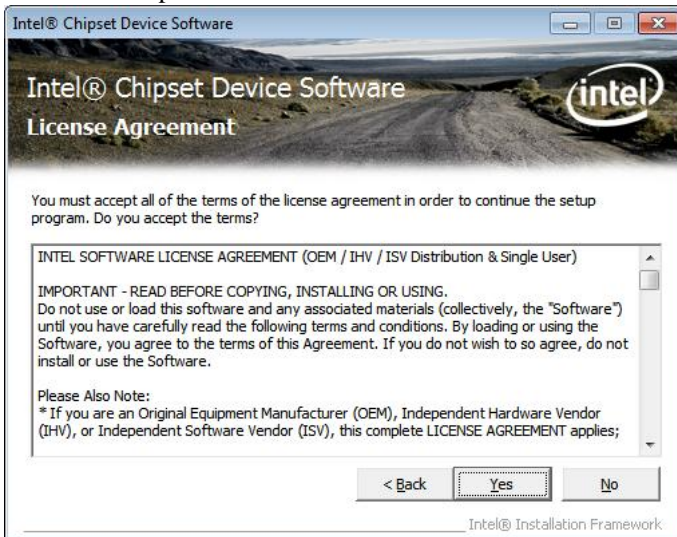 Intel® Chipset Device Software
Intel® Chipset Device Software
intel
License Agreement
You must accept all of the terms of the license agreement in order to continue the setup
program. Do you accept the terms?
INTEL SOFTWARE LICENSE AGREEMENT (OEM / IHV / ISV Distribution & Single User)
IMPORTANT - READ BEFORE COPYING, INSTALLING OR USING.
Do not use or load this software and any associated materials (collectively, the "Software")
until you have carefully read the following terms and conditions. By loading or using the
Software, you agree to the terms of this Agreement. If you do not wish to so agree, do not
install or use the Software.
Please Also Note:
* If you are an Original Equipment Manufacturer (OEM), Independent Hardware Vendor
(IHV), or Independent Software Vendor (ISV), this complete LICENSE AGREEMENT applies;
< Back
Yes
No
Intel® Installation Framework